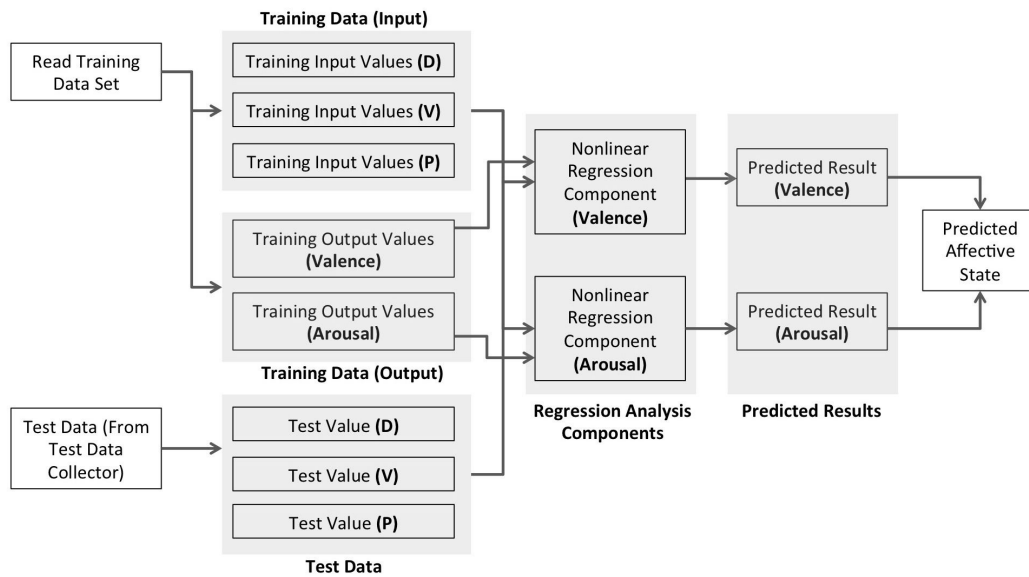 Training Data (Input)
Read Training
Data Set
Training Input Values (D)
Training Input Values (V)
Training Input Values (P)
Training Output Values
(Valence)
Training Output Values
(Arousal)
Training Data (Output)
Test Data (From
Test Data
Collector)
Test Value (D)
Test Value (V)
Test Value (P)
Test Data
Nonlinear
Regression
Component
(Valence)
Nonlinear
Regression
Component
(Arousal)
Regression Analysis
Components
Predicted Result
(Valence)
Predicted Result
(Arousal)
Predicted Results
Predicted
Affective
State